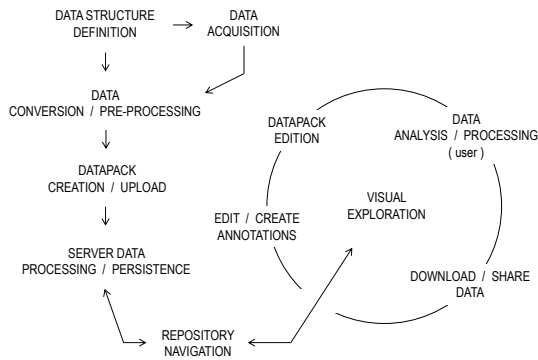 DATA STRUCTURE
DEFINITION
DATA
ACQUISITION
DATA
CONVERSION / PRE-PROCESSING
DATAPACK
CREATION / UPLOAD
SERVER DATA
PROCESSING / PERSISTENCE
REPOSITORY
NAVIGATION
DATAPACK
EDITION
DATA
ANALYSIS / PROCESSING
( user )
VISUAL
EXPLORATION
EDIT / CREATE
ANNOTATIONS
DOWNLOAD / SHARE
DATA